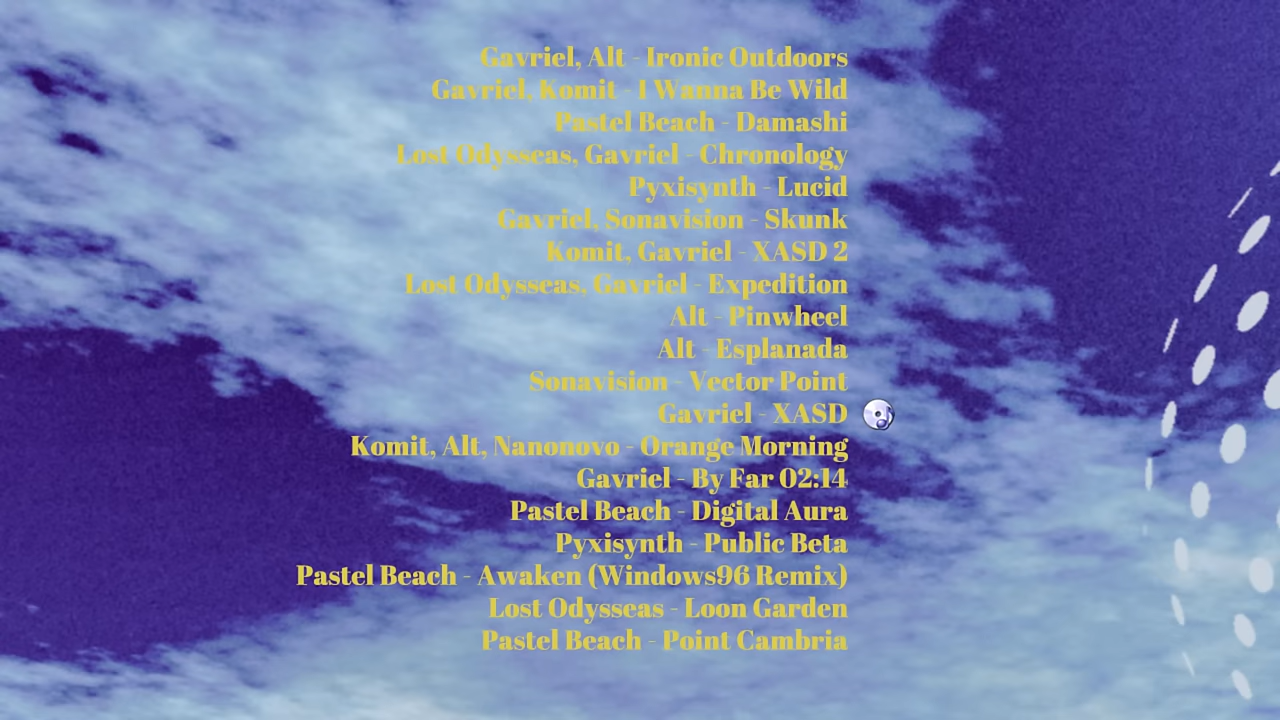 Gavriel, Alt - Ironic Outdoors
Gavriel, Komit - I Wanna Be Wild
Pastel Beach - Damashi
Lost Odysseas, Gavriel - Chronology
Pyxisynth - Lucid
Gavriel, Sonavision - Skunk
Komit, Gavriel - XASD 2
Lost Odysseas, Gavriel - Expedition
Alt - Pinwheel
Alt - Esplanada
Sonavision - Vector Point
Gavriel - XASD
Komit, Alt, Nanonovo - Orange Morning
Gavriel - By Far 02:14
Pastel Beach - Digital Aura
Pyxisynth - Public Beta
Pastel Beach - Awaken (Windows96 Remix)
Lost Odysseas - Loon Garden
Pastel Beach - Point Cambria